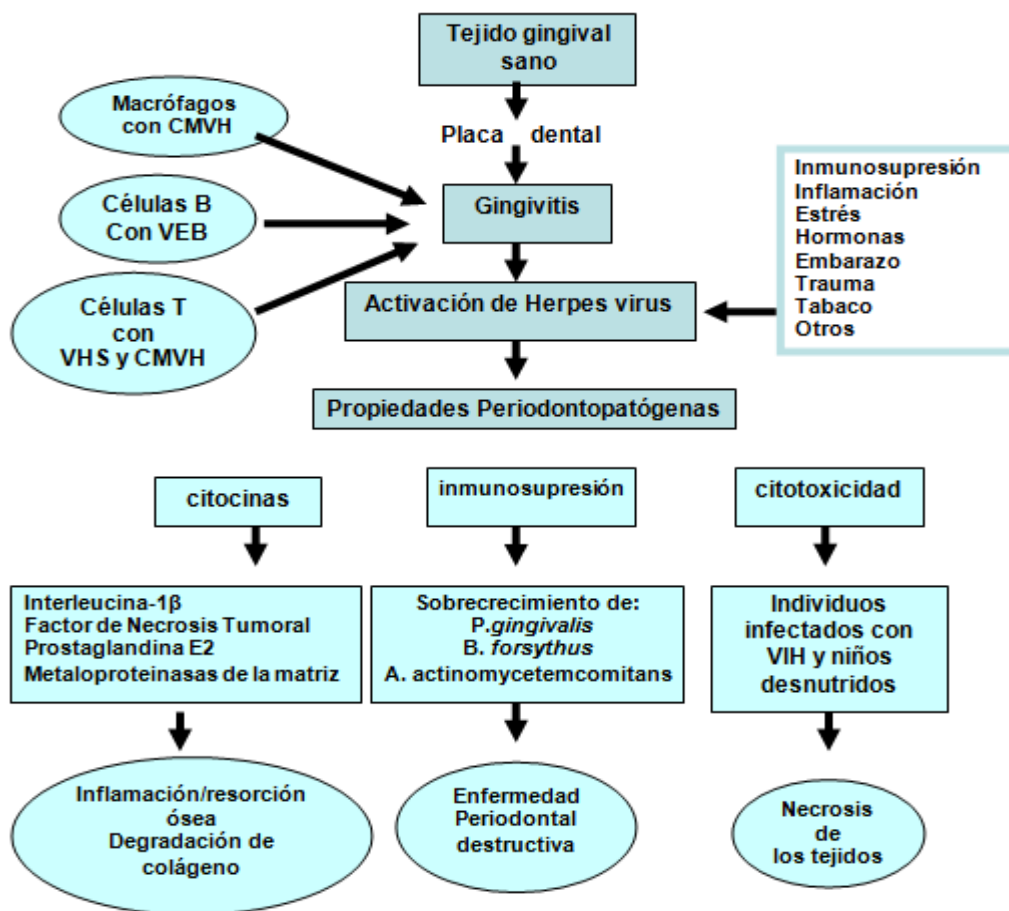 Tejido gingival
sano
Macrófagos
con CMVH
Placa dental
Células B
Con VEB
Gingivitis
Inmunosupresión
Inflamación
Estrés
Hormonas
Embarazo
Trauma
Tabaco
Otros
Células T
con
VHS y CMVH
Activación de Herpes virus
Propiedades Periodontopatógenas
citocinas
inmunosupresión
citotoxicidad
Interleucina-1β
Factor de Necrosis Tumoral
Prostaglandina E2
Metaloproteinasas de la matriz
Sobrecrecimiento de:
P.gingivalis
B. forsythus
A. actinomycetemcomitans
Individuos
infectados con
VIH y niños
desnutridos
Inflamación/resorción
ósea
Degradación de
colágeno
Enfermedad
Periodontal
destructiva
Necrosis
de
los tejidos